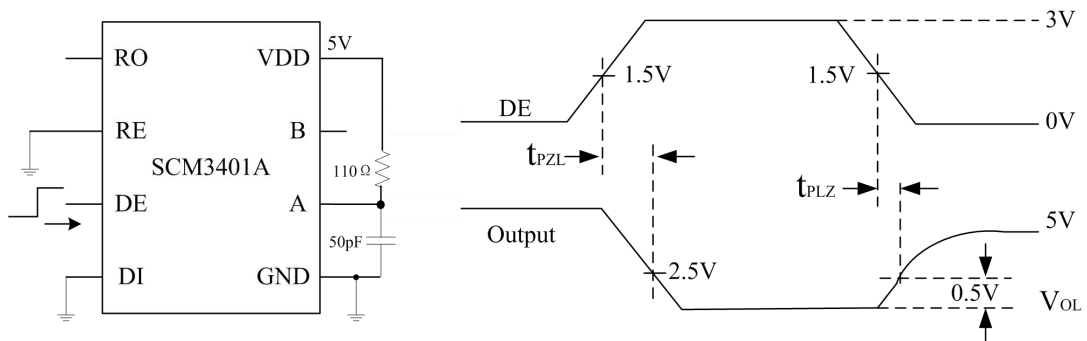 RO
VDD
5V
RE
B
SCM3401A
110Ω
DE
A
50pF
DI
GND
3V
1.5V
1.5V
DE
0V
tPZL
tPLZ
Output
5V
2.5V
0.5V
VOL